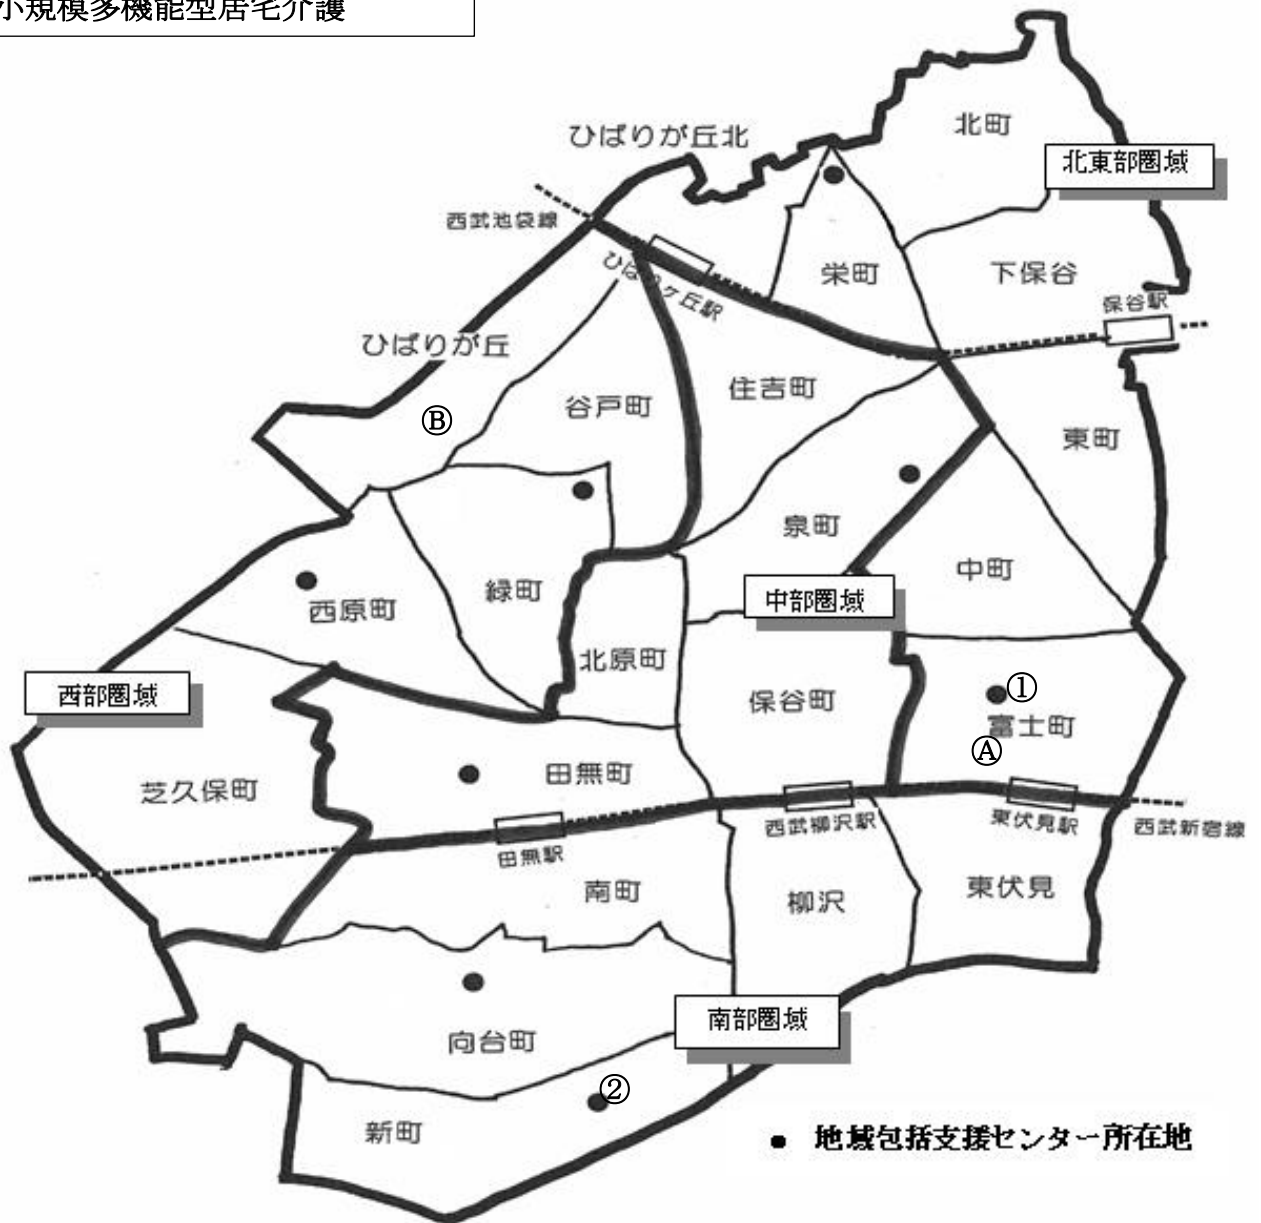 小規模多機能型居宅介護
北町
ひばりが丘北
北東部圏域
西武池袋線
栄町
下保谷
ひばりヶ丘駅
保谷駅
ひばりが丘
住吉町
谷戸町
Ⓑ
東町
泉町
中町
緑町
西原町
中部圏域
北原町
西部圏域
保谷町
①
富士町
Ⓐ
田無町
芝久保町
西武柳沢駅
東伏見駅
西武新宿線
田無駅
南町
柳沢
東伏見
南部圏域
向台町
②
新町
● 地域包括支援センター所在地